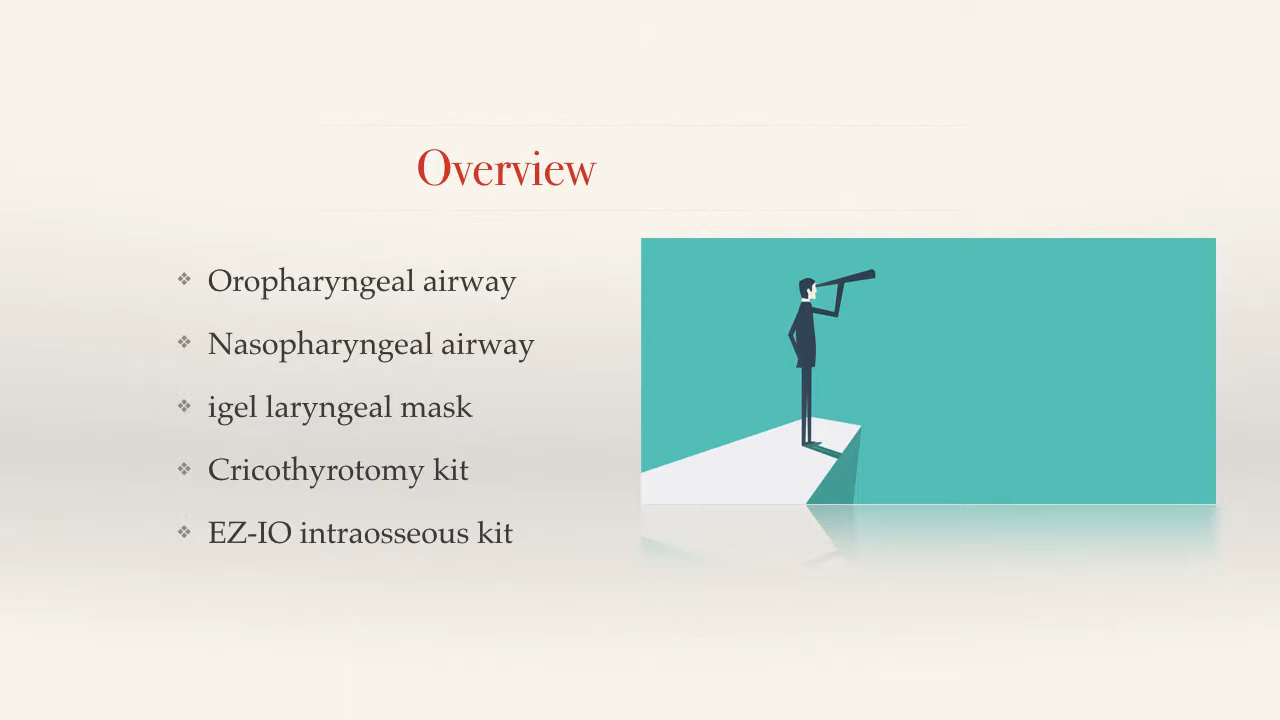 Overview
Oropharyngeal airway
Nasopharyngeal airway
igel laryngeal mask
Cricothyrotomy kit
EZ-IO intraosseous kit